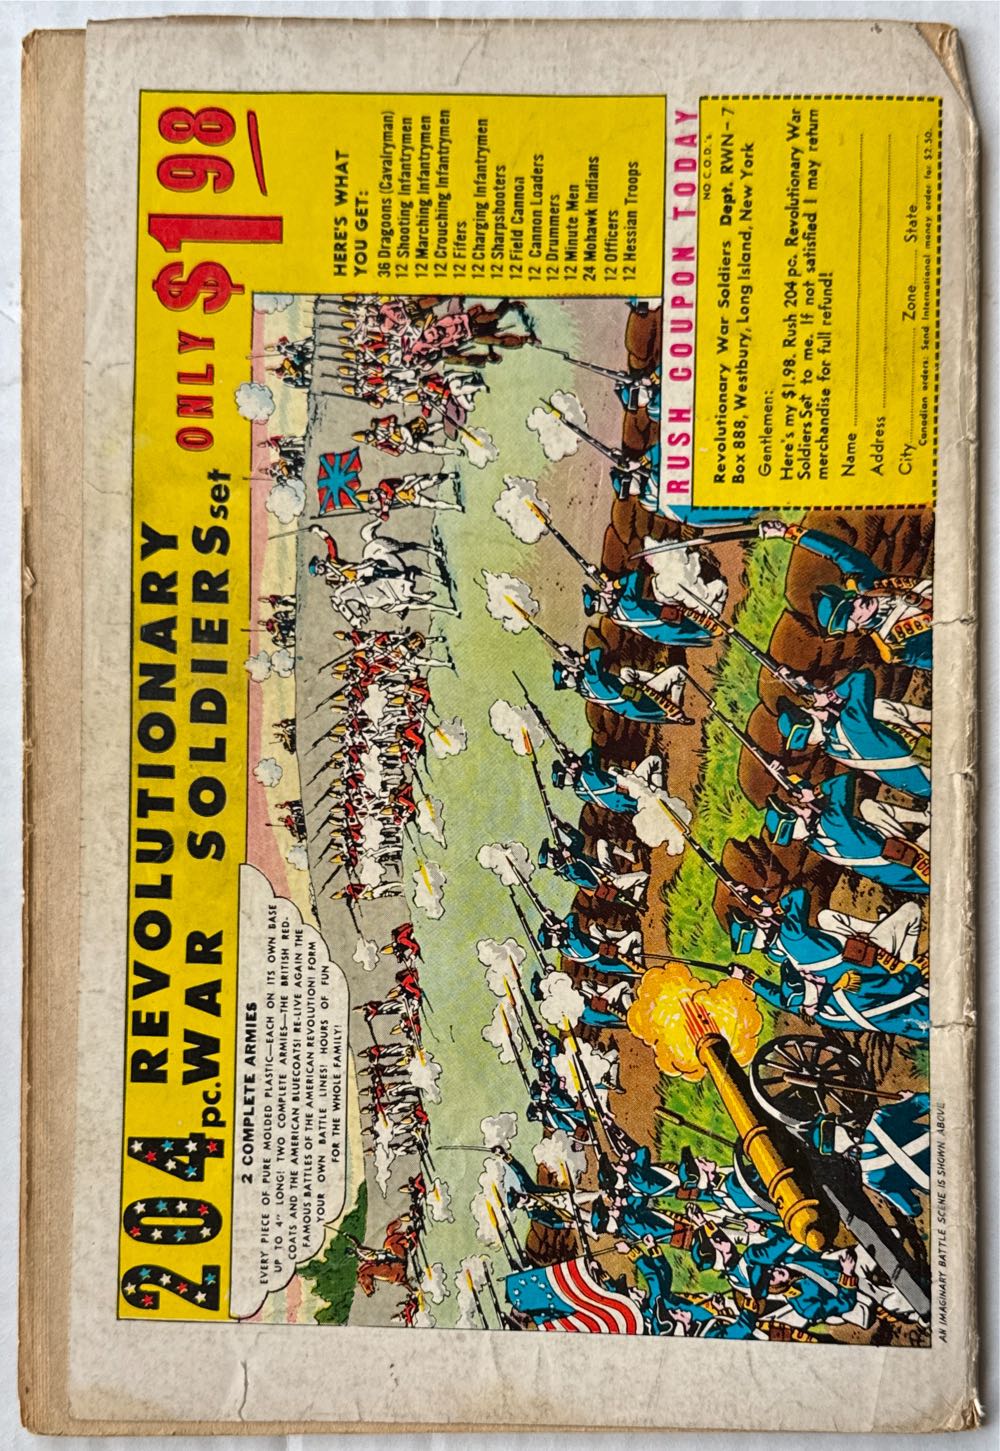 204 REVOLUTIONARY
pc. WAR SOLDIERS set
ONLY $1.98
2 COMPLETE ARMIES
EVERY PIECE OF PURE MOLDED PLASTIC—EACH ON ITS OWN BASE
UP TO 4" LONG! TWO COMPLETE ARMIES—THE BRITISH RED-
COATS AND THE AMERICAN BLUECOATS! RE-LIVE AGAIN THE
FAMOUS BATTLES OF THE AMERICAN REVOLUTION! FORM
YOUR OWN BATTLE LINES! HOURS OF FUN
FOR THE WHOLE FAMILY!
HERE'S WHAT
YOU GET:
36 Dragoons (Cavalryman)
12 Shooting Infantrymen
12 Marching Infantrymen
12 Crouching Infantrymen
12 Fifers
12 Charging Infantrymen
12 Sharpshooters
12 Field Cannon
12 Cannon Loaders
12 Drummers
12 Minute Men
24 Mohawk Indians
12 Officers
12 Hessian Troops
RUSH COUPON TODAY
NO C.O.D.'s
Revolutionary War Soldiers Dept. RWN-7
Box 888, Westbury, Long Island, New York
Gentlemen:
Here's my $1.98. Rush 204 pc. Revolutionary War
Soldiers Set to me. If not satisfied I may return
merchandise for full refund!
Name
Address
City Zone State
Canadian orders: Send International money order for $2.50.
AN IMAGINARY BATTLE SCENE IS SHOWN ABOVE